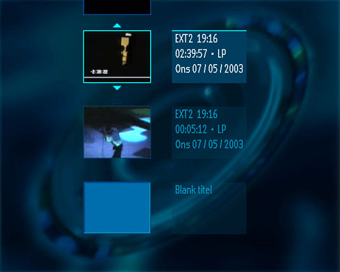 EXT2 19:16
02:39:57 • LP
Ons 07/05/2003
EXT2 19:16
00:05:12 • LP
Ons 07/05/2003
Blank titel